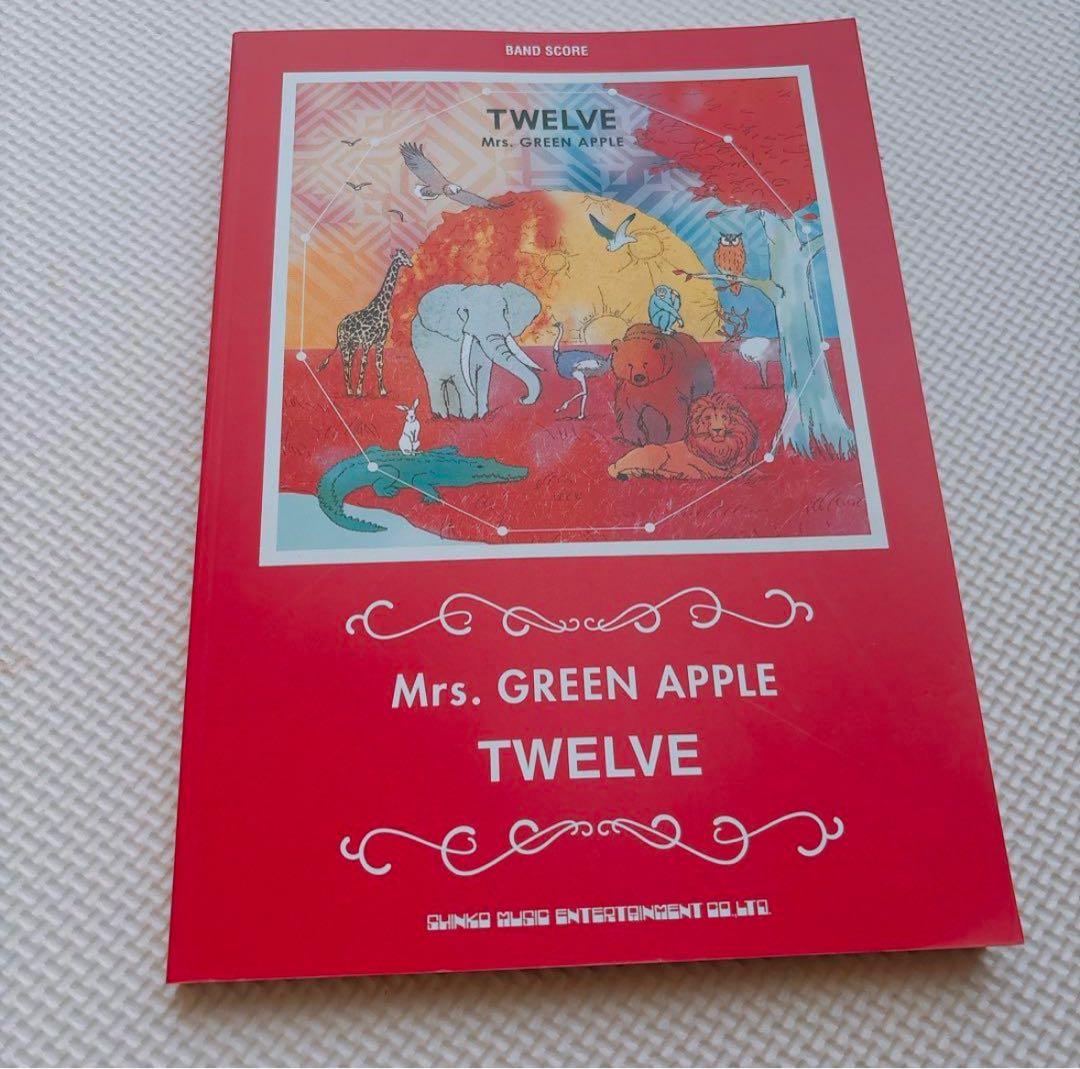 BAND SCORE
TWELVE
Mrs. GREEN APPLE
Mrs. GREEN APPLE
TWELVE
SHINKO MUSIC ENTERTAINMENT CO.,LTD.